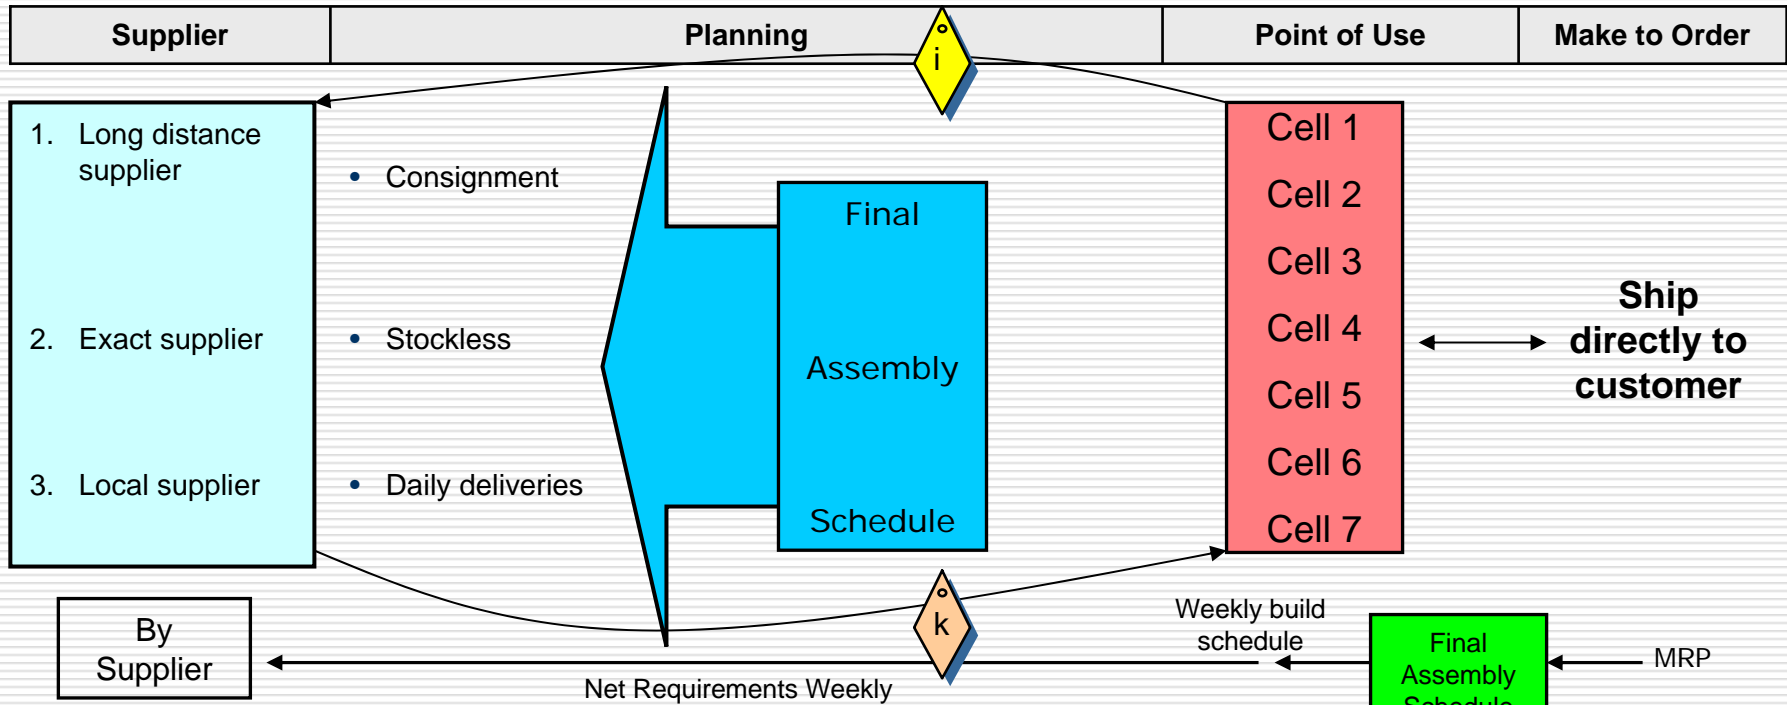 Supplier
Planning
Point of Use
Make to Order
i
1. Long distance
supplier
2. Exact supplier
3. Local supplier
• Consignment
• Stockless
• Daily deliveries
Final
Assembly
Schedule
Cell 1
Cell 2
Cell 3
Cell 4
Cell 5
Cell 6
Cell 7
Ship
directly to
customer
k
By
Supplier
Net Requirements Weekly
Weekly build
schedule
Final
Assembly
Schedule
MRP